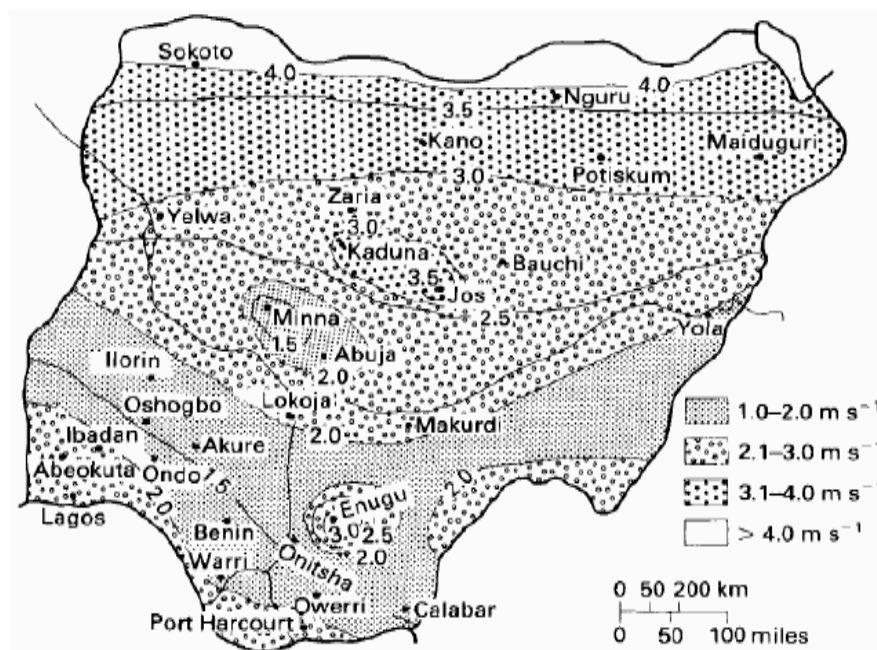 Sokoto
4.0
Nguru
4.0
3.5
Kano
Maiduguri
Potiskum
3.0
Zaria
Yelwa
3.0
Kaduna
Bauchi
3.5
Jos
Minna
2.5
Yola
1.5
Abuja
2.0
Ilorin
Lokoja
Oshogbo
2.0
Makurdi
1.0–2.0 m s⁻¹
Ibadan
Akure
2.1–3.0 m s⁻¹
Abeokuta
Ondo
1.5
2.0
2.0
3.1–4.0 m s⁻¹
Lagos
Enugu
Benin
3.0
2.5
> 4.0 m s⁻¹
2.0
Warri
Onitsha
Owerri
Calabar
Port Harcourt
0 50 200 km
0 50 100 miles